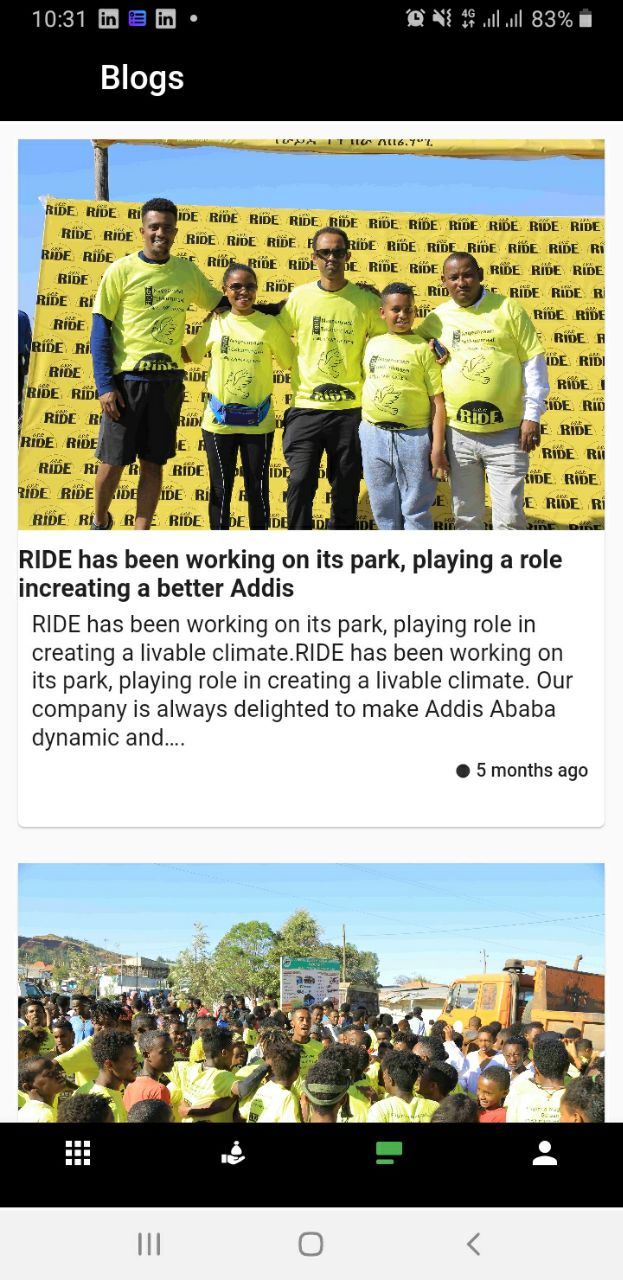 10:31
4G
83%
Blogs
RIDE
RIDE has been working on its park, playing a role
increating a better Addis
RIDE has been working on its park, playing role in
creating a livable climate.RIDE has been working on
its park, playing role in creating a livable climate. Our
company is always delighted to make Addis Ababa
dynamic and....
5 months ago